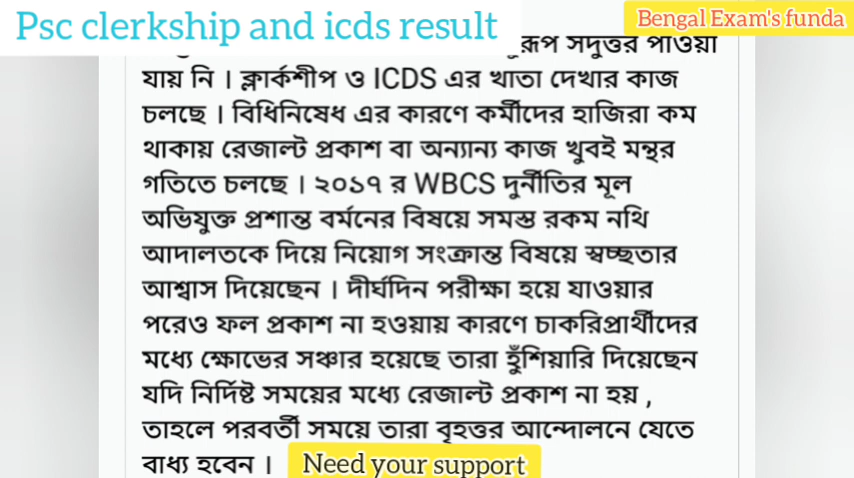 Psc clerkship and icds result
Bengal Exam's funda
সদুত্তর পাওয়া
যায় নি । ক্লার্কশীপ ও ICDS এর খাতা দেখার কাজ
চলছে । বিধিনিষেধ এর কারণে কর্মীদের হাজিরা কম
থাকায় রেজাল্ট প্রকাশ বা অন্যান্য কাজ খুবই মন্থর
গতিতে চলছে । ২০১৭ র WBCS দুর্নীতির মূল
অভিযুক্ত প্রশান্ত বর্মনের বিষয়ে সমস্ত রকম নথি
আদালতকে দিয়ে নিয়োগ সংক্রান্ত বিষয়ে স্বচ্ছতার
আশ্বাস দিয়েছেন । দীর্ঘদিন পরীক্ষা হয়ে যাওয়ার
পরেও ফল প্রকাশ না হওয়ায় কারণে চাকরিপ্রার্থীদের
মধ্যে ক্ষোভের সঞ্চার হয়েছে তারা হুঁশিয়ারি দিয়েছেন
যদি নির্দিষ্ট সময়ের মধ্যে রেজাল্ট প্রকাশ না হয় ,
তাহলে পরবর্তী সময়ে তারা বৃহত্তর আন্দোলনে যেতে
বাধ্য হবেন ।
Need your support